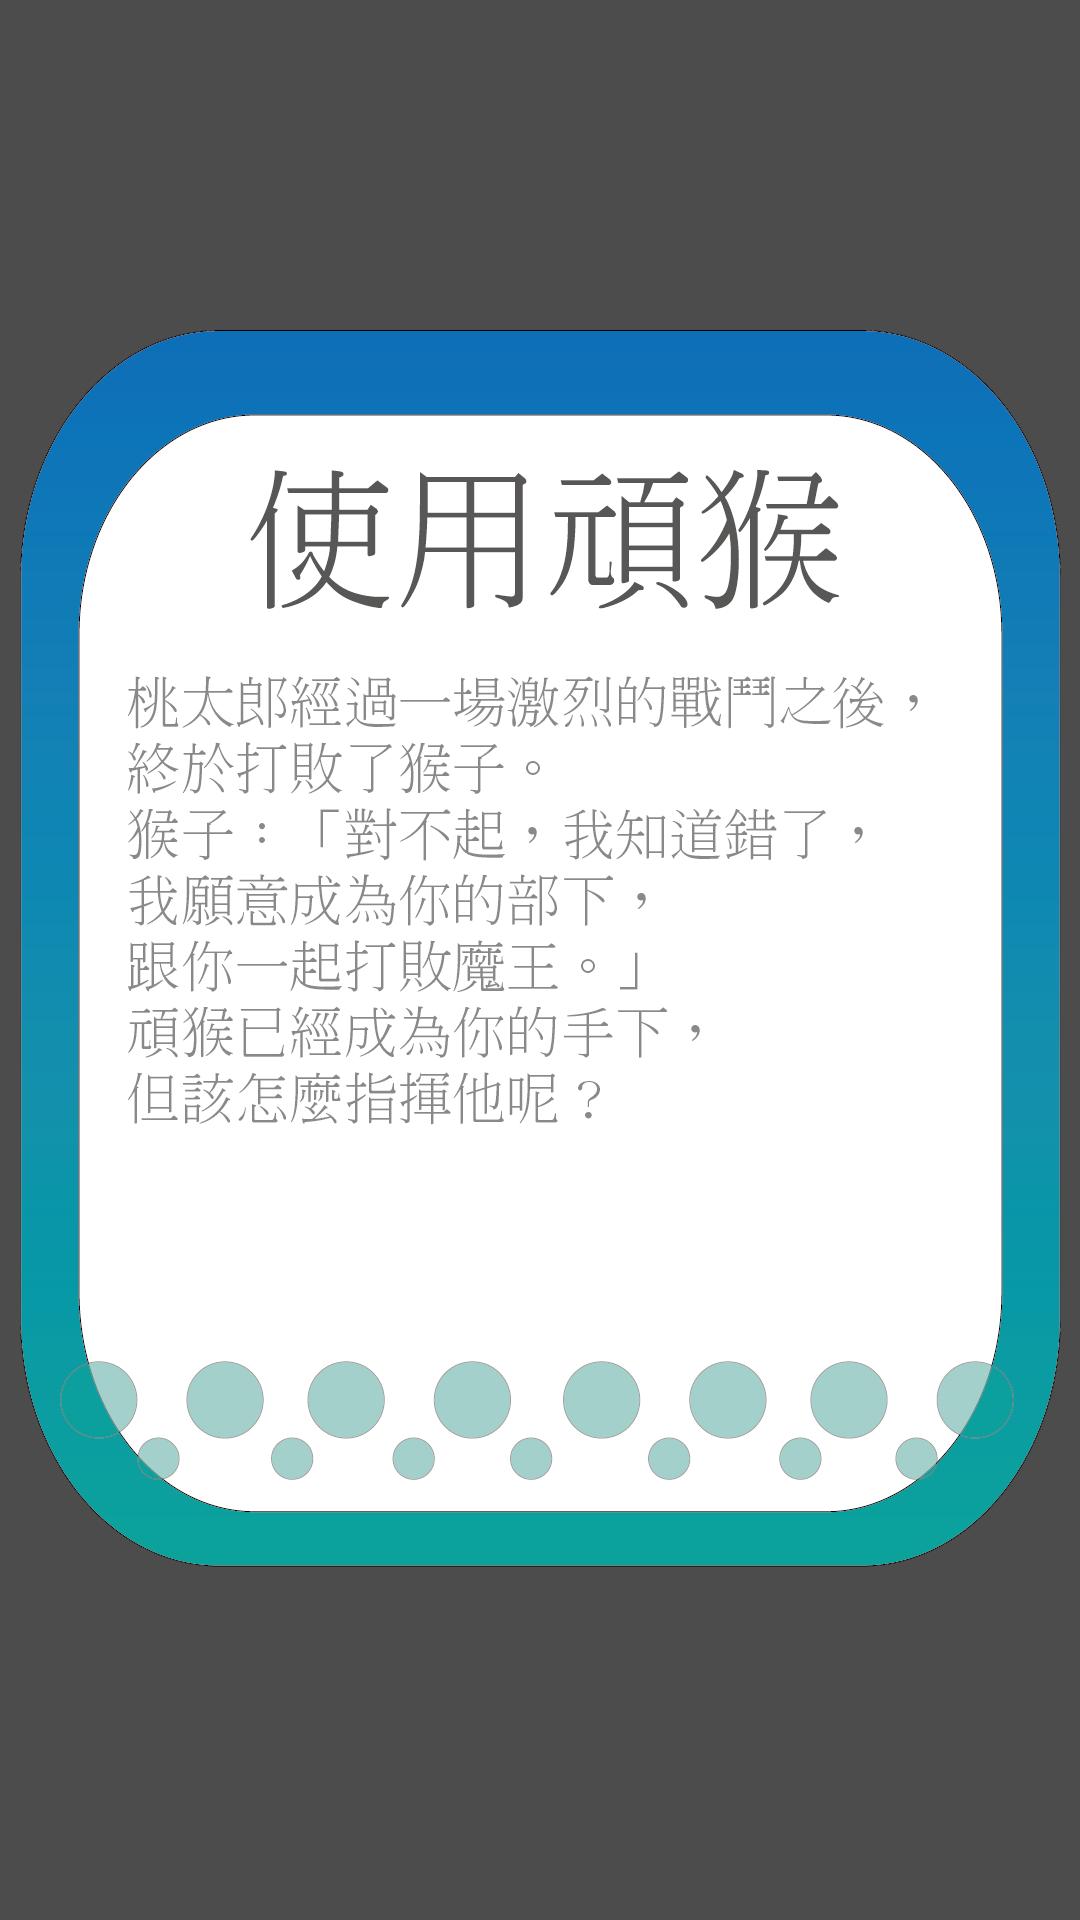 使用頑猴
桃太郎經過一場激烈的戰鬥之後，
終於打敗了猴子。
猴子：「對不起，我知道錯了，
我願意成為你的部下，
跟你一起打敗魔王。」
頑猴已經成為你的手下，
但該怎麼指揮他呢？